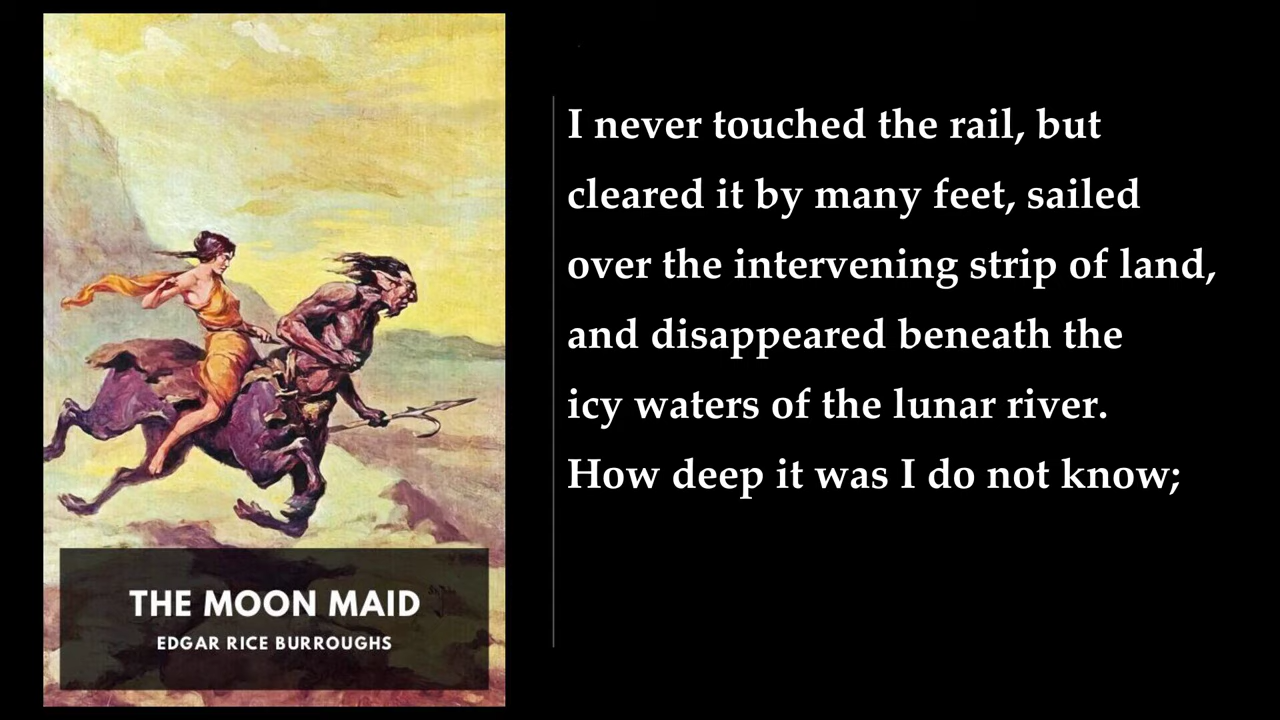 I never touched the rail, but
cleared it by many feet, sailed
over the intervening strip of land,
and disappeared beneath the
icy waters of the lunar river.
How deep it was I do not know;
THE MOON MAID
EDGAR RICE BURROUGHS